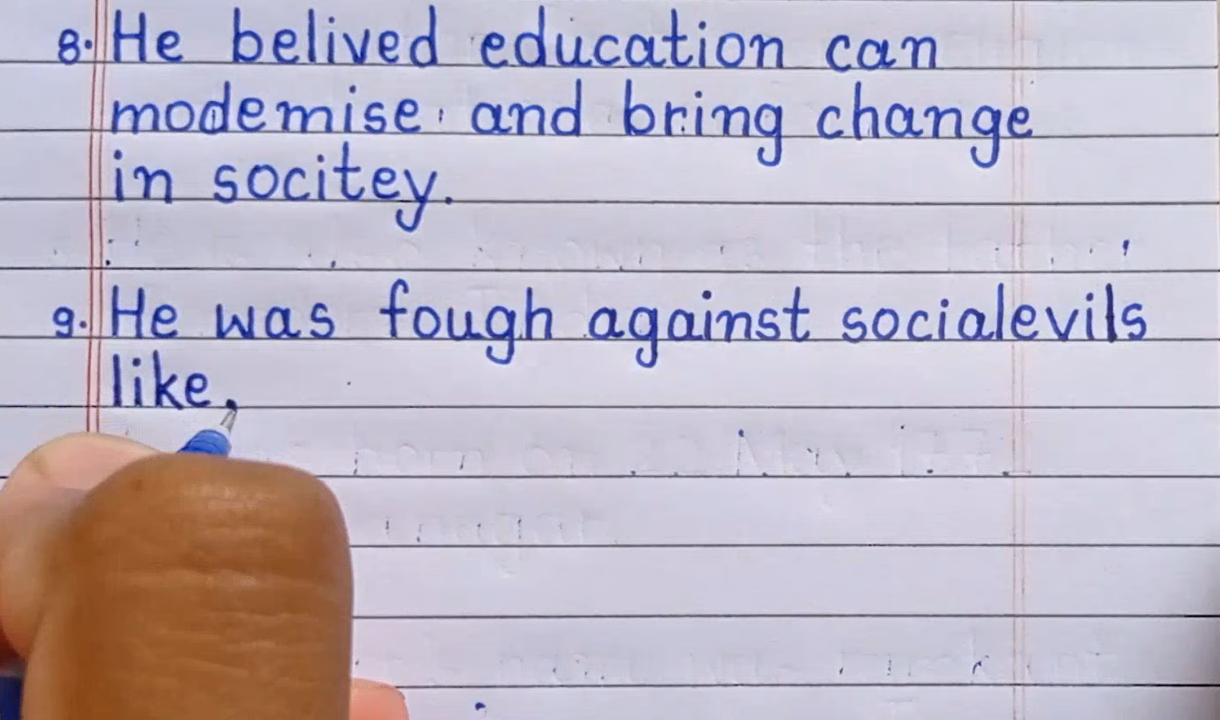 8. He belived education can
modemise and bring change
in socitey.
9. He was fough against socialevils
like,